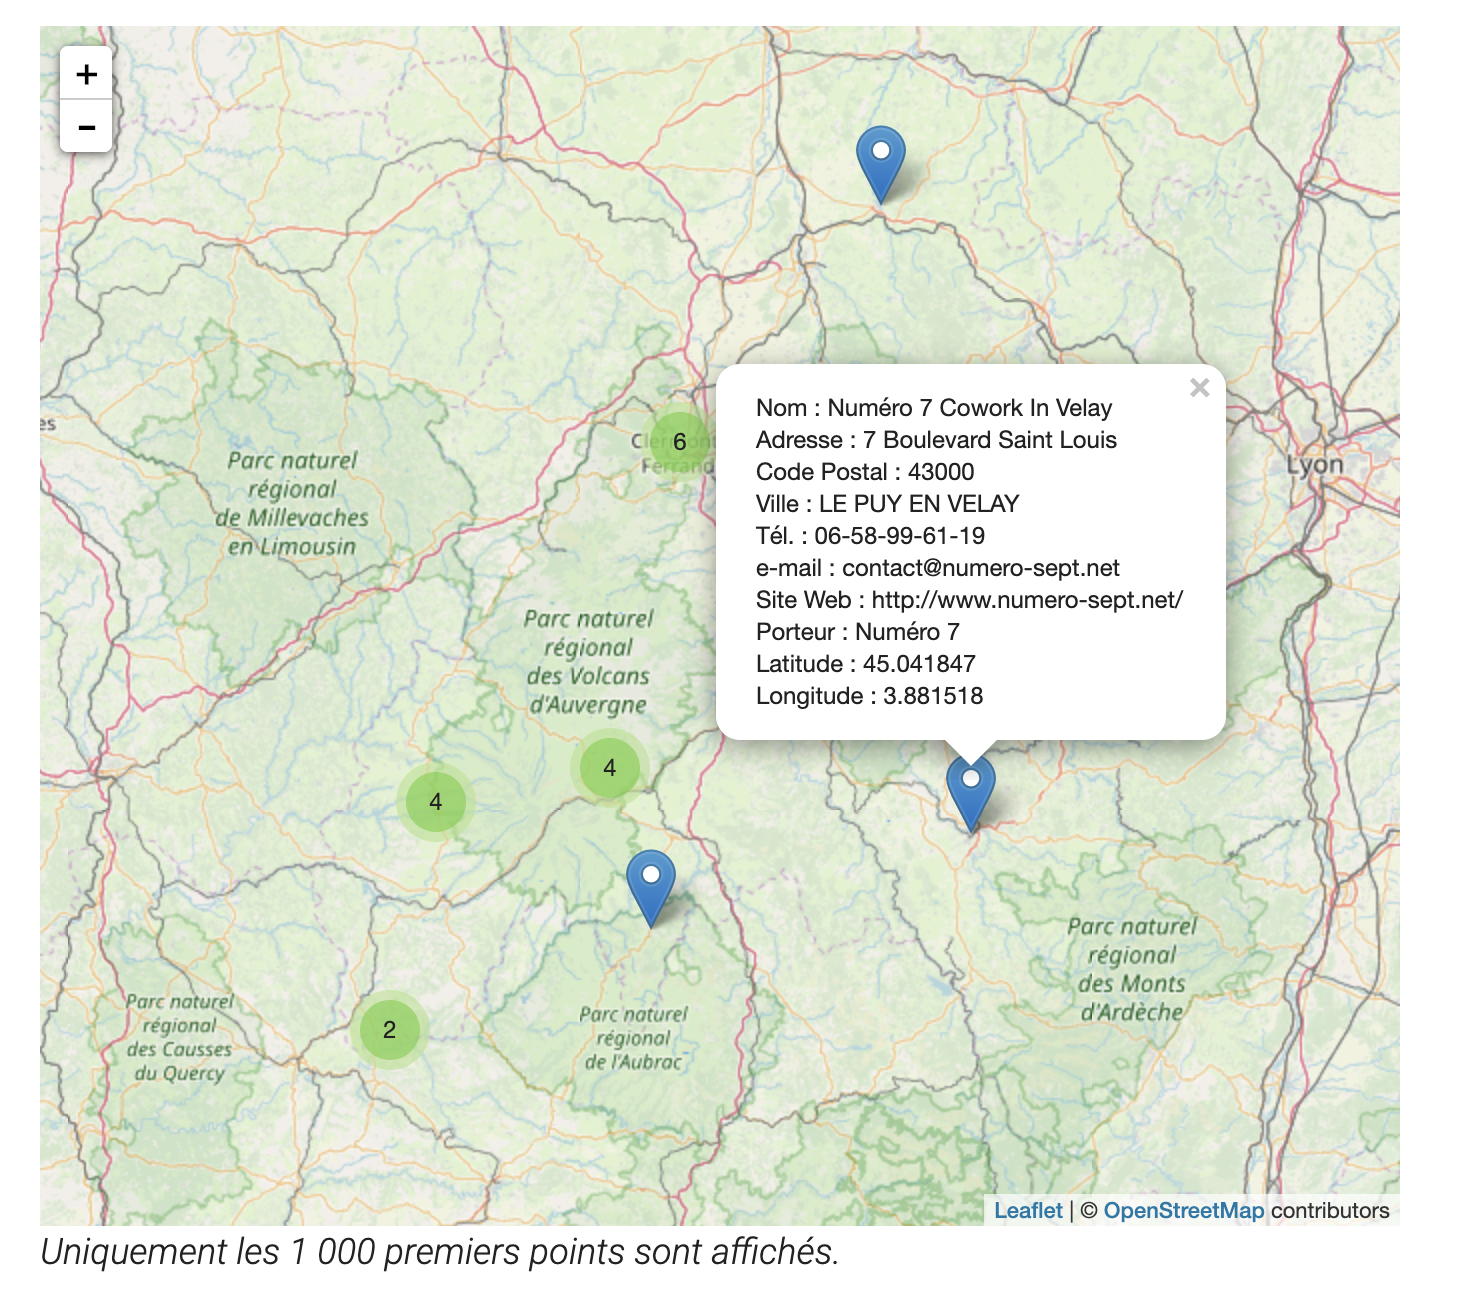 +
−
Nom : Numéro 7 Cowork In Velay
Adresse : 7 Boulevard Saint Louis
Code Postal : 43000
Ville : LE PUY EN VELAY
Tél. : 06-58-99-61-19
e-mail : contact@numero-sept.net
Site Web : http://www.numero-sept.net/
Porteur : Numéro 7
Latitude : 45.041847
Longitude : 3.881518
×
es
6
Clermont
Ferrand
Lyon
Parc naturel
régional
de Millevaches
en Limousin
Parc naturel
régional
des Volcans
d'Auvergne
4
4
Parc naturel
régional
des Monts
d'Ardèche
Parc naturel
régional
des Causses
du Quercy
2
Parc naturel
régional
de l'Aubrac
Leaflet | © OpenStreetMap contributors
Uniquement les 1 000 premiers points sont affichés.